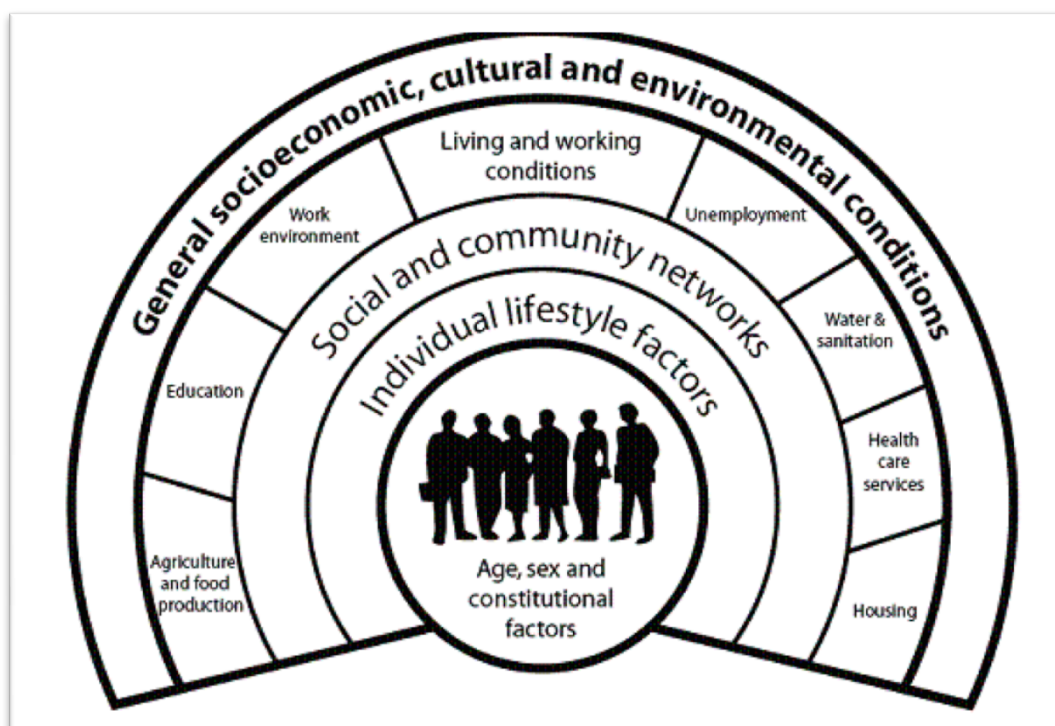 General socioeconomic, cultural and environmental conditions
Living and working
conditions
Work
environment
Unemployment
Education
Water &
sanitation
Agriculture
and food
production
Health
care
services
Housing
Social and community networks
Individual lifestyle factors
Age, sex and
constitutional
factors